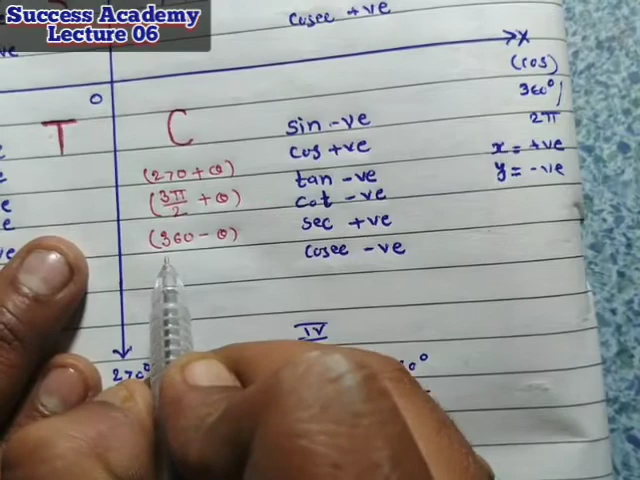 Success Academy
Lecture 06
S
cosec +ve
ve
X
(cos)
360°/
2π
x = +ve
y = -ve
0
T
C
sin -ve
cos +ve
(270 + θ)
tan -ve
(3π/2 + θ)
cot -ve
(360 - θ)
sec +ve
cosec -ve
IV
270°